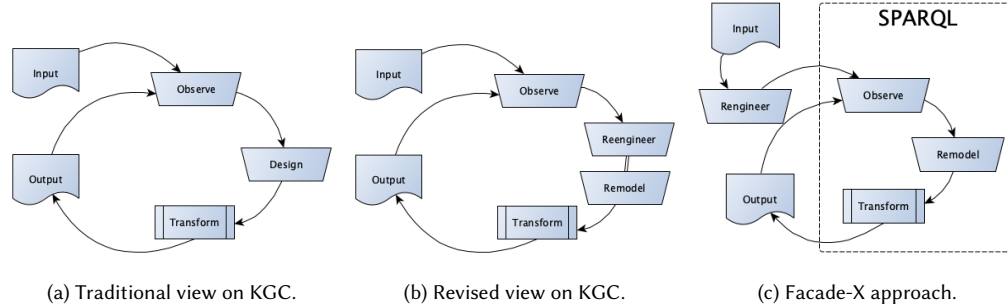 Input
Observe
Design
Output
Transform
(a) Traditional view on KGC.
Input
Observe
Reengineer
Remodel
Output
Transform
(b) Revised view on KGC.
SPARQL
Input
Rengineer
Observe
Remodel
Output
Transform
(c) Facade-X approach.